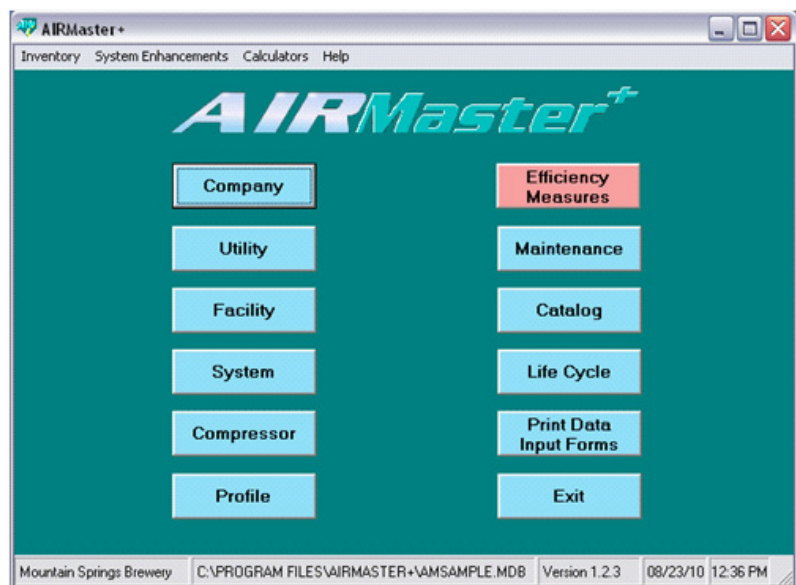 AIRMaster+
Inventory System Enhancements Calculators Help
AIRMaster+
Company
Efficiency
Measures
Utility
Maintenance
Facility
Catalog
System
Life Cycle
Compressor
Print Data
Input Forms
Profile
Exit
Mountain Springs Brewery C:\PROGRAM FILES\AIRMASTER+\AMSAMPLE.MDB Version 1.2.3 08/23/10 12:36 PM